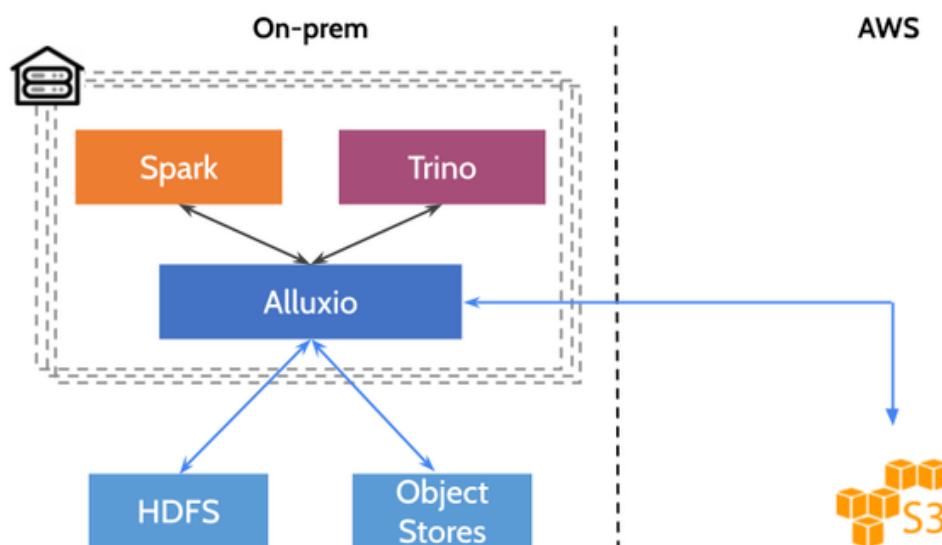 On-prem
AWS
Spark
Trino
Alluxio
HDFS
Object
Stores
S3